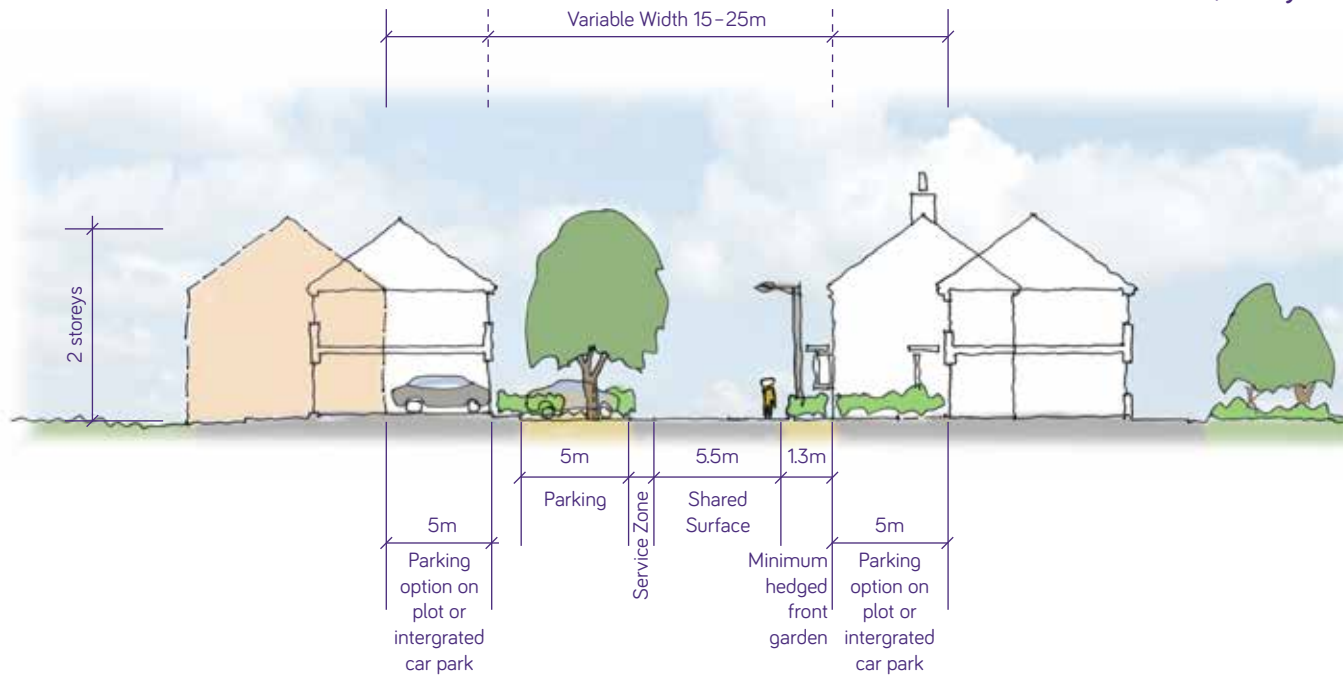 Variable Width 15–25m
2 storeys
5m
Parking
Service Zone
5.5m
Shared
Surface
1.3m
Minimum
hedged
front
garden
5m
Parking
option on
plot or
intergrated
car park
5m
Parking
option on
plot or
intergrated
car park